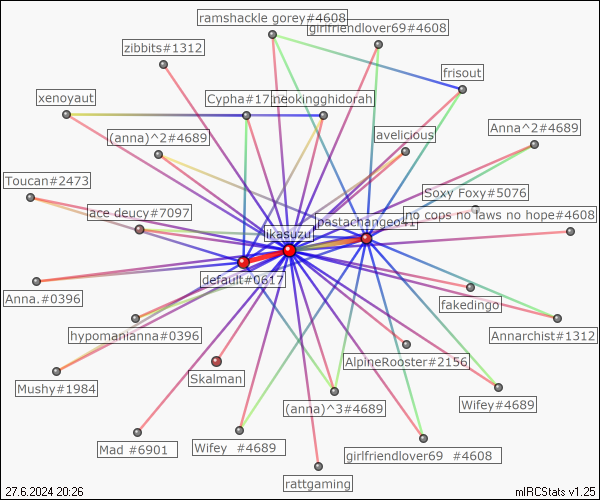 ramshackle gorey#4608
girlfriendlover69#4608
zibbits#1312
frisout
xenoyaut
Cypha#17
neokingghidorah
(anna)^2#4689
avelicious
Anna^2#4689
Toucan#2473
Soxy Foxy#5076
ace deucy#7097
pastachangeo41
no cops no laws no hope#4608
ikasuzu
default#0617
Anna.#0396
fakedingo
hypomanianna#0396
Annarchist#1312
AlpineRooster#2156
Skalman
Mushy#1984
(anna)^3#4689
Wifey#4689
Mad #6901
Wifey #4689
girlfriendlover69 #4608
rattgaming
27.6.2024 20:26
mIRCStats v1.25